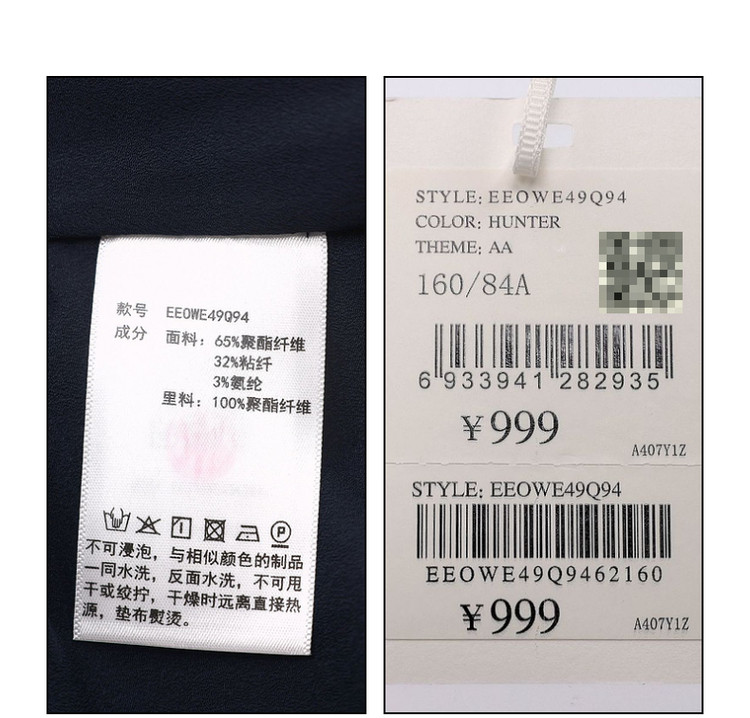 款号 EEOWE49Q94
成分 面料：65%聚酯纤维
32%粘纤
3%氨纶
里料：100%聚酯纤维
P
不可浸泡，与相似颜色的制品
一同水洗，反面水洗，不可甩
干或绞拧，干燥时远离直接热
源，垫布熨烫。
STYLE: EEOWE49Q94
COLOR: HUNTER
THEME: AA
160/84A
6 933941 282935
¥999
A407Y1Z
STYLE: EEOWE49Q94
EEOWE49Q9462160
¥999
A407Y1Z